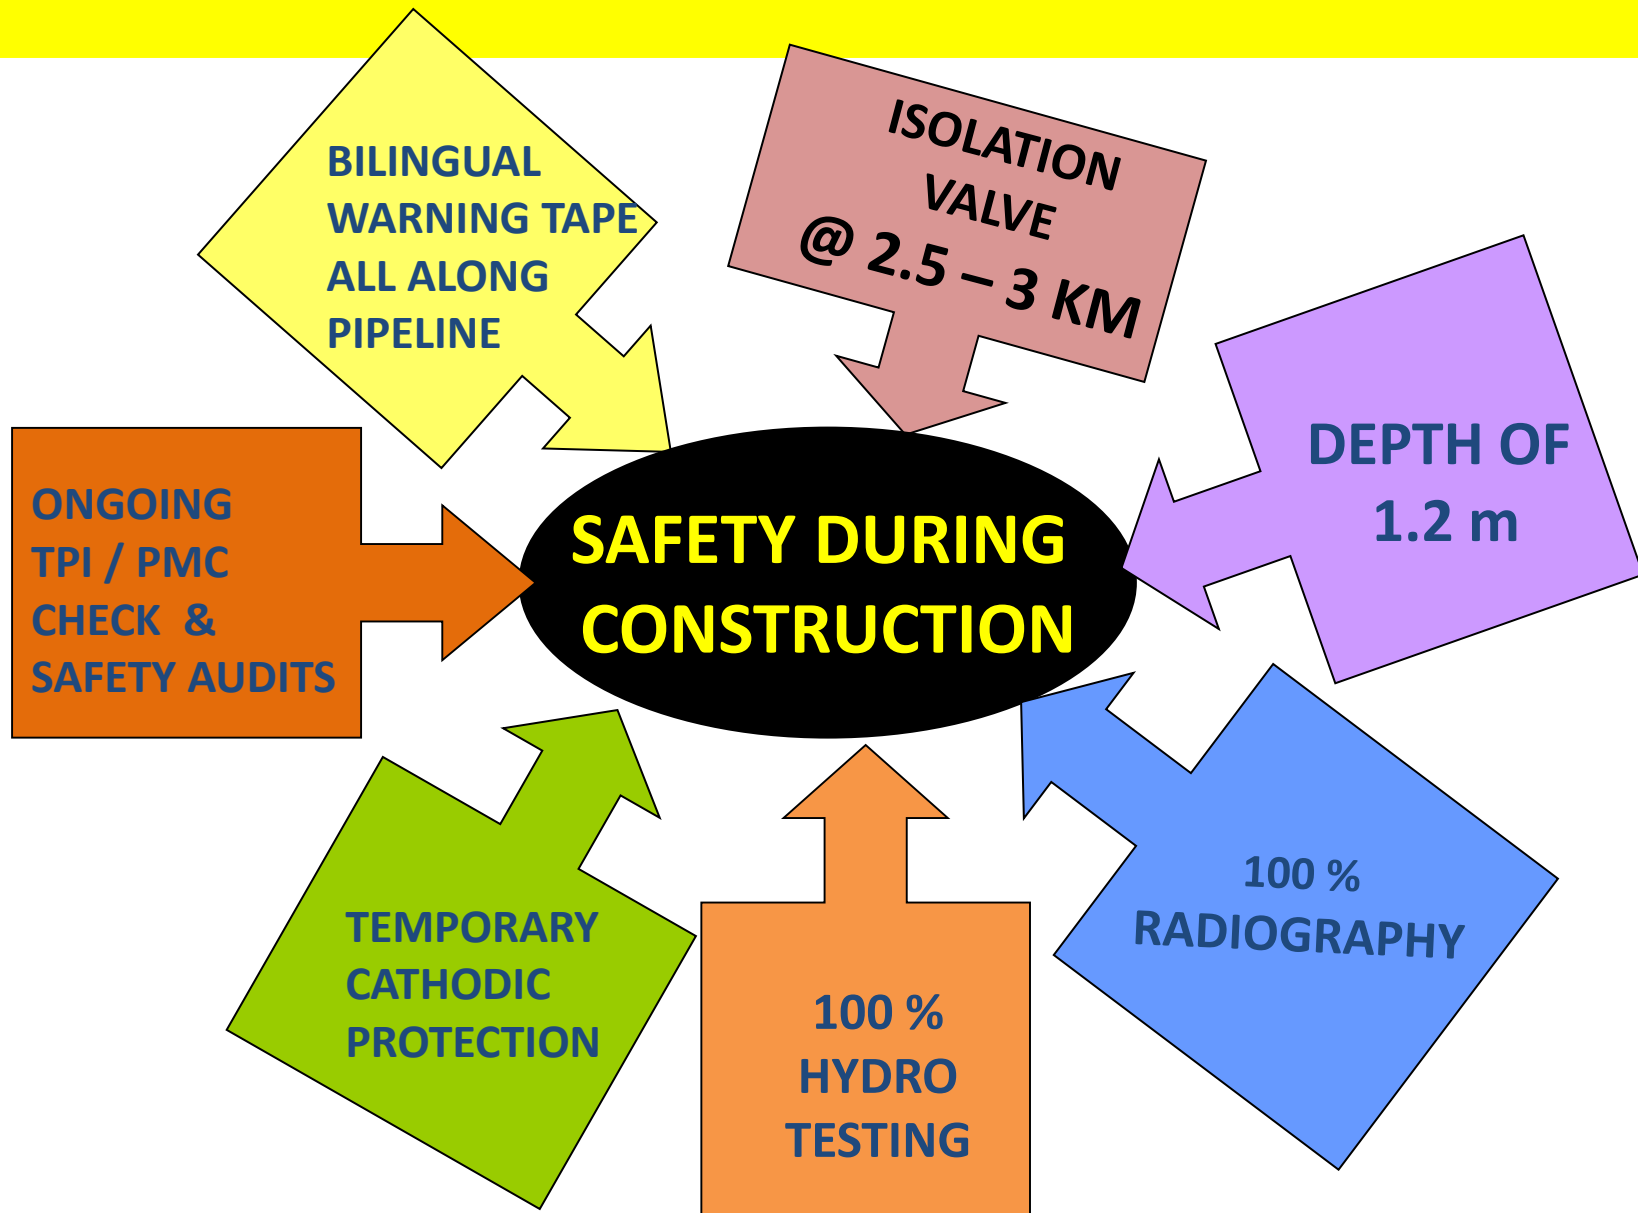 BILINGUAL
WARNING TAPE
ALL ALONG
PIPELINE
ISOLATION
VALVE
@ 2.5 – 3 KM
DEPTH OF
1.2 m
ONGOING
TPI / PMC
CHECK &
SAFETY AUDITS
SAFETY DURING
CONSTRUCTION
TEMPORARY
CATHODIC
PROTECTION
100 %
HYDRO
TESTING
100 %
RADIOGRAPHY